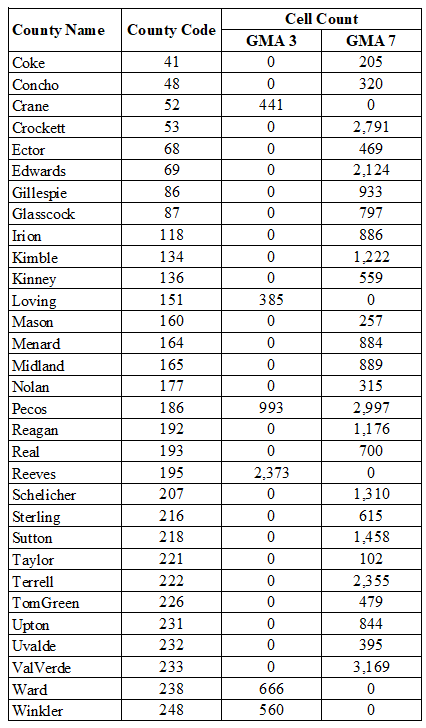 County Name County Code Cell Count
GMA 3 GMA 7
Coke 41 0 205
Concho 48 0 320
Crane 52 441 0
Crockett 53 0 2,791
Ector 68 0 469
Edwards 69 0 2,124
Gillespie 86 0 933
Glasscock 87 0 797
Irion 118 0 886
Kimble 134 0 1,222
Kinney 136 0 559
Loving 151 385 0
Mason 160 0 257
Menard 164 0 884
Midland 165 0 889
Nolan 177 0 315
Pecos 186 993 2,997
Reagan 192 0 1,176
Real 193 0 700
Reeves 195 2,373 0
Schelicher 207 0 1,310
Sterling 216 0 615
Sutton 218 0 1,458
Taylor 221 0 102
Terrell 222 0 2,355
TomGreen 226 0 479
Upton 231 0 844
Uvalde 232 0 395
ValVerde 233 0 3,169
Ward 238 666 0
Winkler 248 560 0